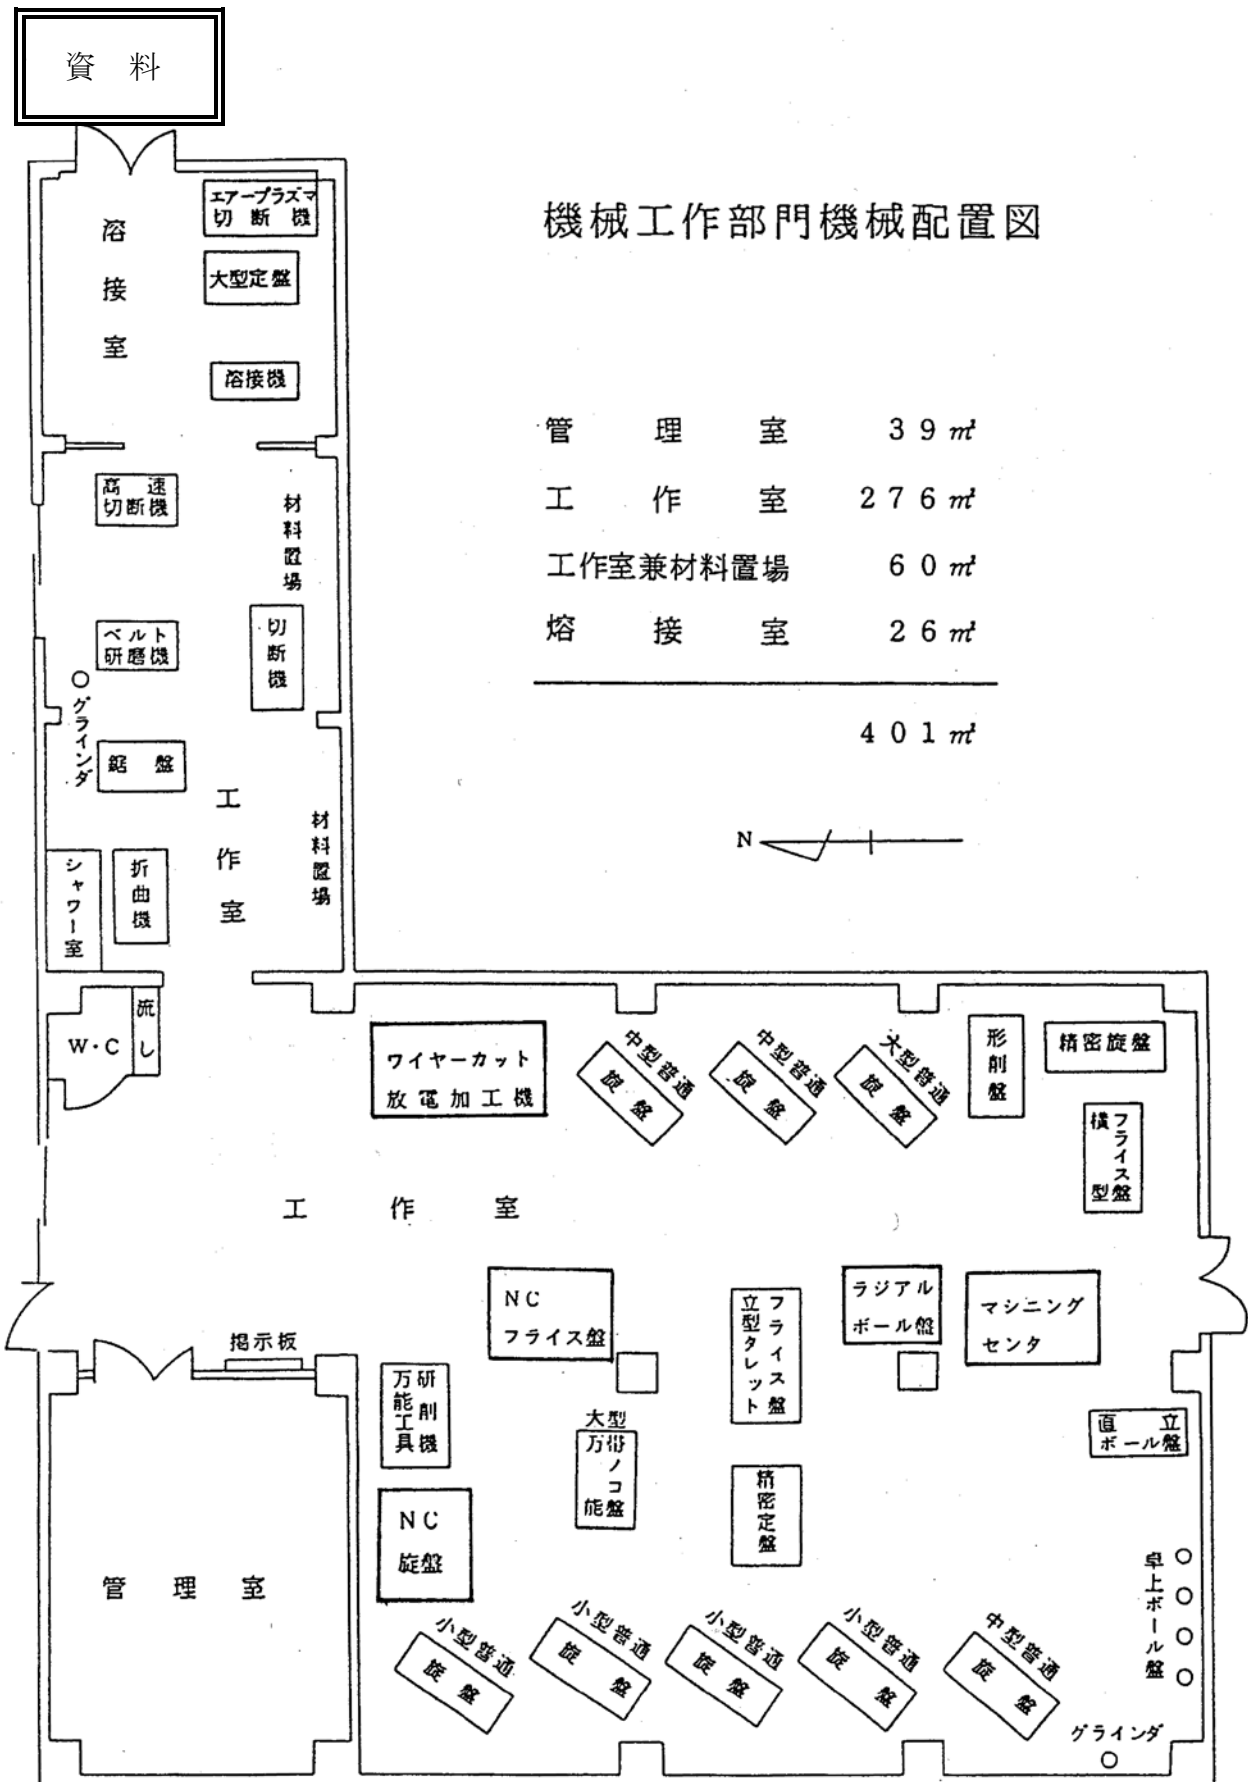 資料
機械工作部門機械配置図
エアープラズマ
切断機
溶接室
大型定盤
溶接機
管理室 39㎡
工作室 276㎡
工作室兼材料置場 60㎡
熔接室 26㎡
401㎡
N
高速
切断機
材料置場
ベルト
研磨機
切断機
グラインダ
鋸盤
工作室
材料置場
シャワー室
折曲機
流し
W・C
ワイヤーカット
放電加工機
中型普通
旋盤
中型普通
旋盤
大型普通
旋盤
形削盤
精密旋盤
横型
フライス盤
工作室
NC
フライス盤
立型タレット
フライス盤
ラジアル
ボール盤
マシニング
センタ
掲示板
万能工具
研削機
大型
万能
帯ノコ盤
直立
ボール盤
NC
旋盤
精密定盤
管理室
卓上ボール盤
小型普通
旋盤
小型普通
旋盤
小型普通
旋盤
小型普通
旋盤
中型普通
旋盤
グラインダ